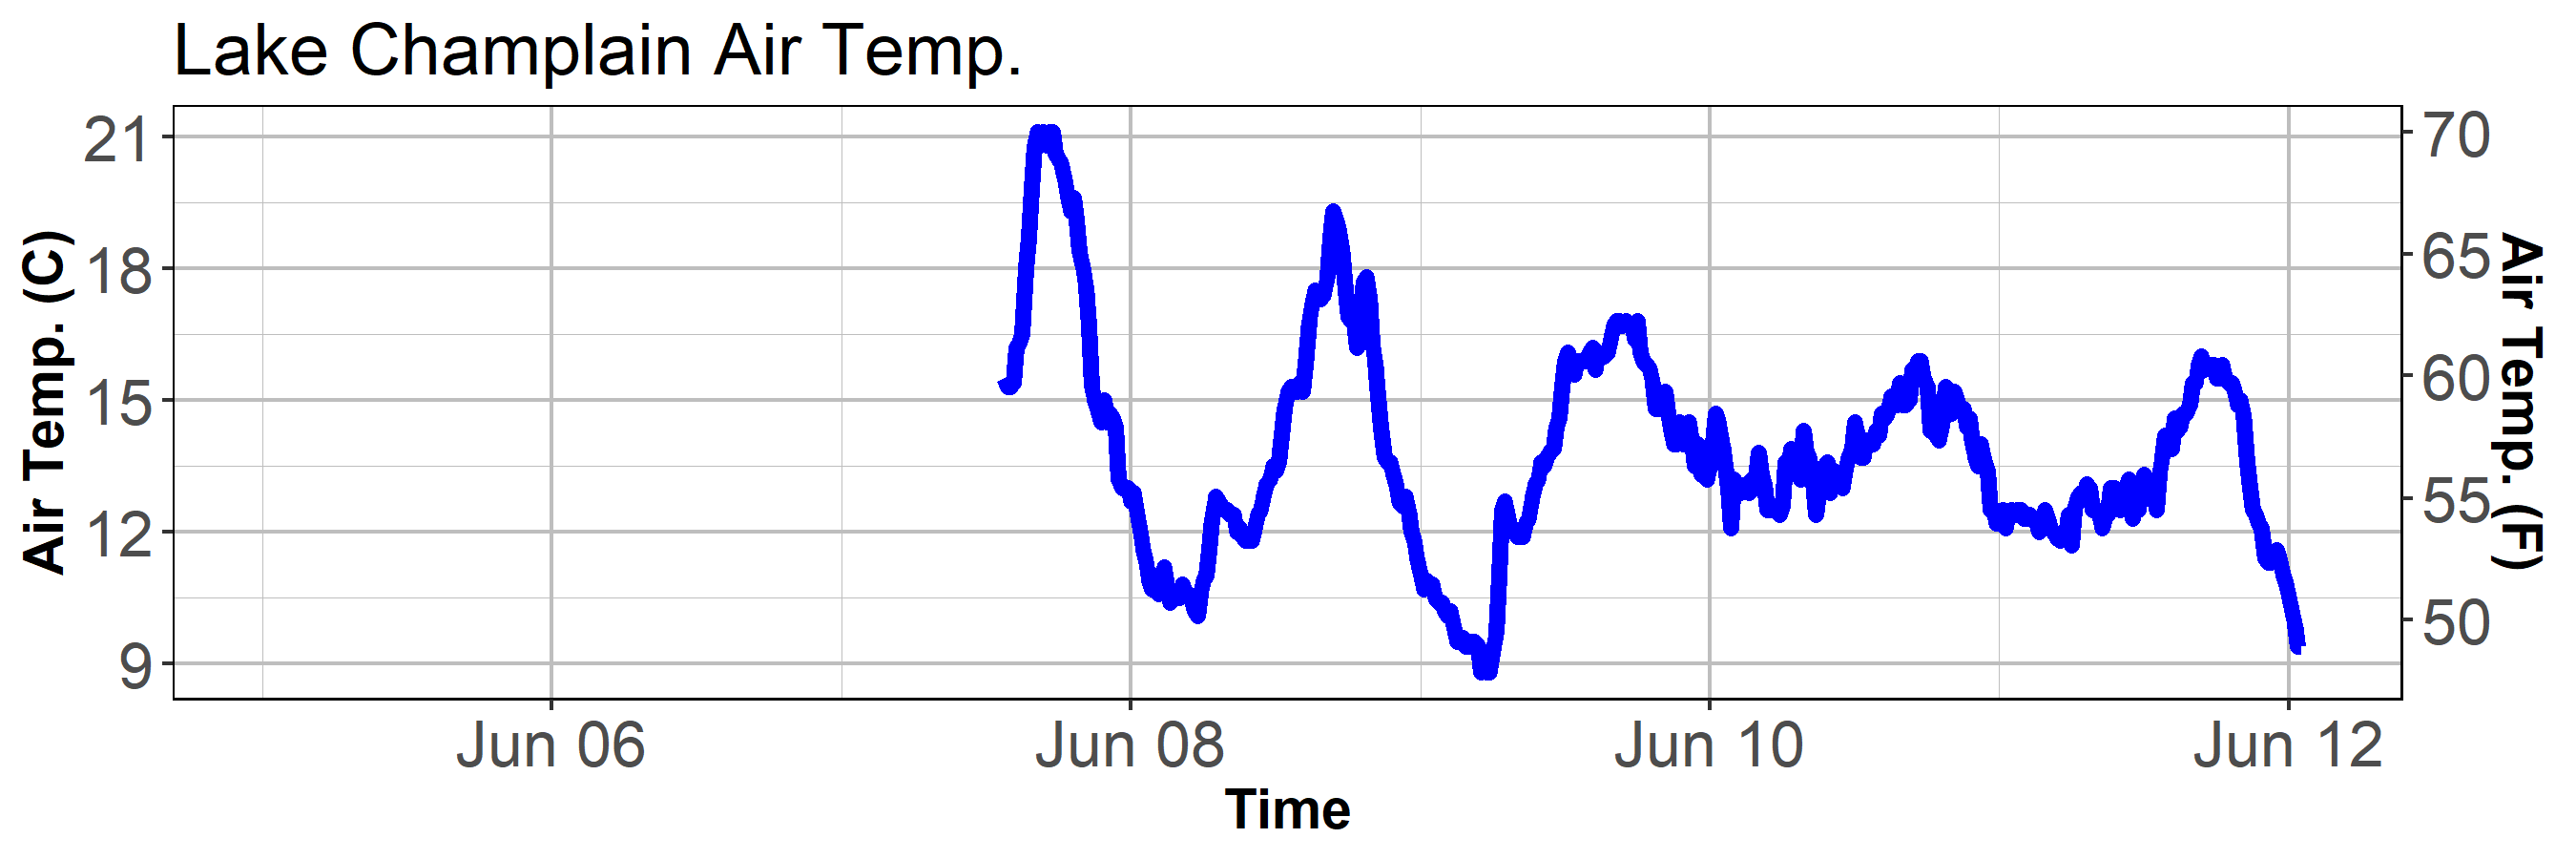 Lake Champlain Air Temp.
Air Temp. (C)
21
18
15
12
9
70
65
60
55
50
Air Temp. (F)
Jun 06
Jun 08
Jun 10
Jun 12
Time